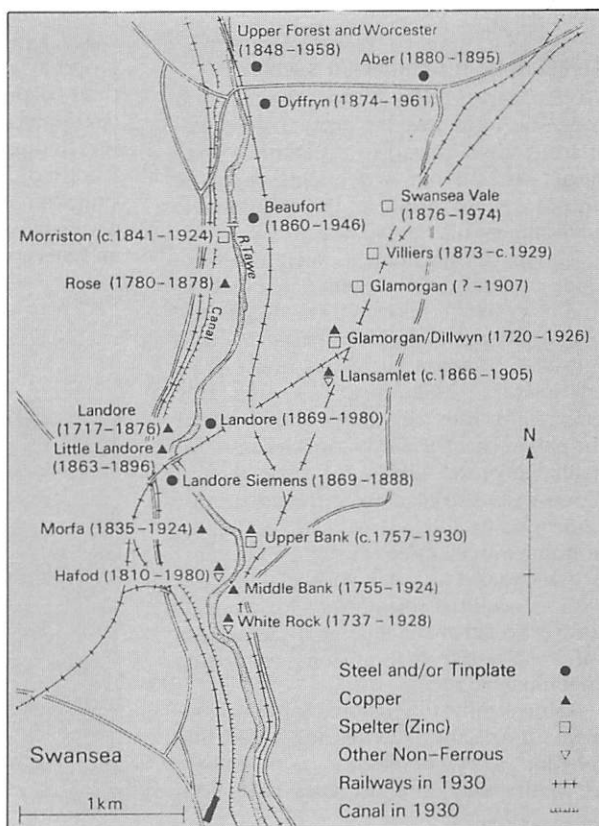 Upper Forest and Worcester
(1848–1958)
Aber (1880–1895)
Dyffryn (1874–1961)
Beaufort
(1860–1946)
Swansea Vale
(1876–1974)
Morriston (c.1841–1924)
R.Tawe
Villiers (1873–c.1929)
Rose (1780–1878)
Glamorgan (?–1907)
Canal
Glamorgan/Dillwyn (1720–1926)
Llansamlet (c.1866–1905)
Landore
(1717–1876)
Landore (1869–1980)
Little Landore
(1863–1896)
N
Landore Siemens (1869–1888)
Morfa (1835–1924)
Upper Bank (c.1757–1930)
Hafod (1810–1980)
Middle Bank (1755–1924)
White Rock (1737–1928)
Steel and/or Tinplate
Copper
Spelter (Zinc)
Other Non-Ferrous
Railways in 1930
Canal in 1930
Swansea
1km